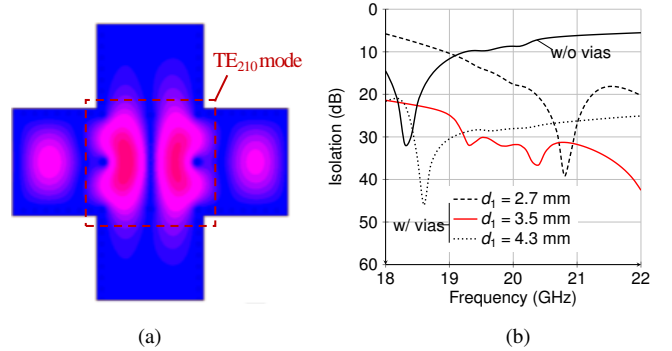 TE210 mode
(a)
0
10
20
30
40
50
60
Isolation (dB)
w/o vias
w/ vias
d1 = 2.7 mm
d1 = 3.5 mm
d1 = 4.3 mm
18 19 20 21 22
Frequency (GHz)
(b)